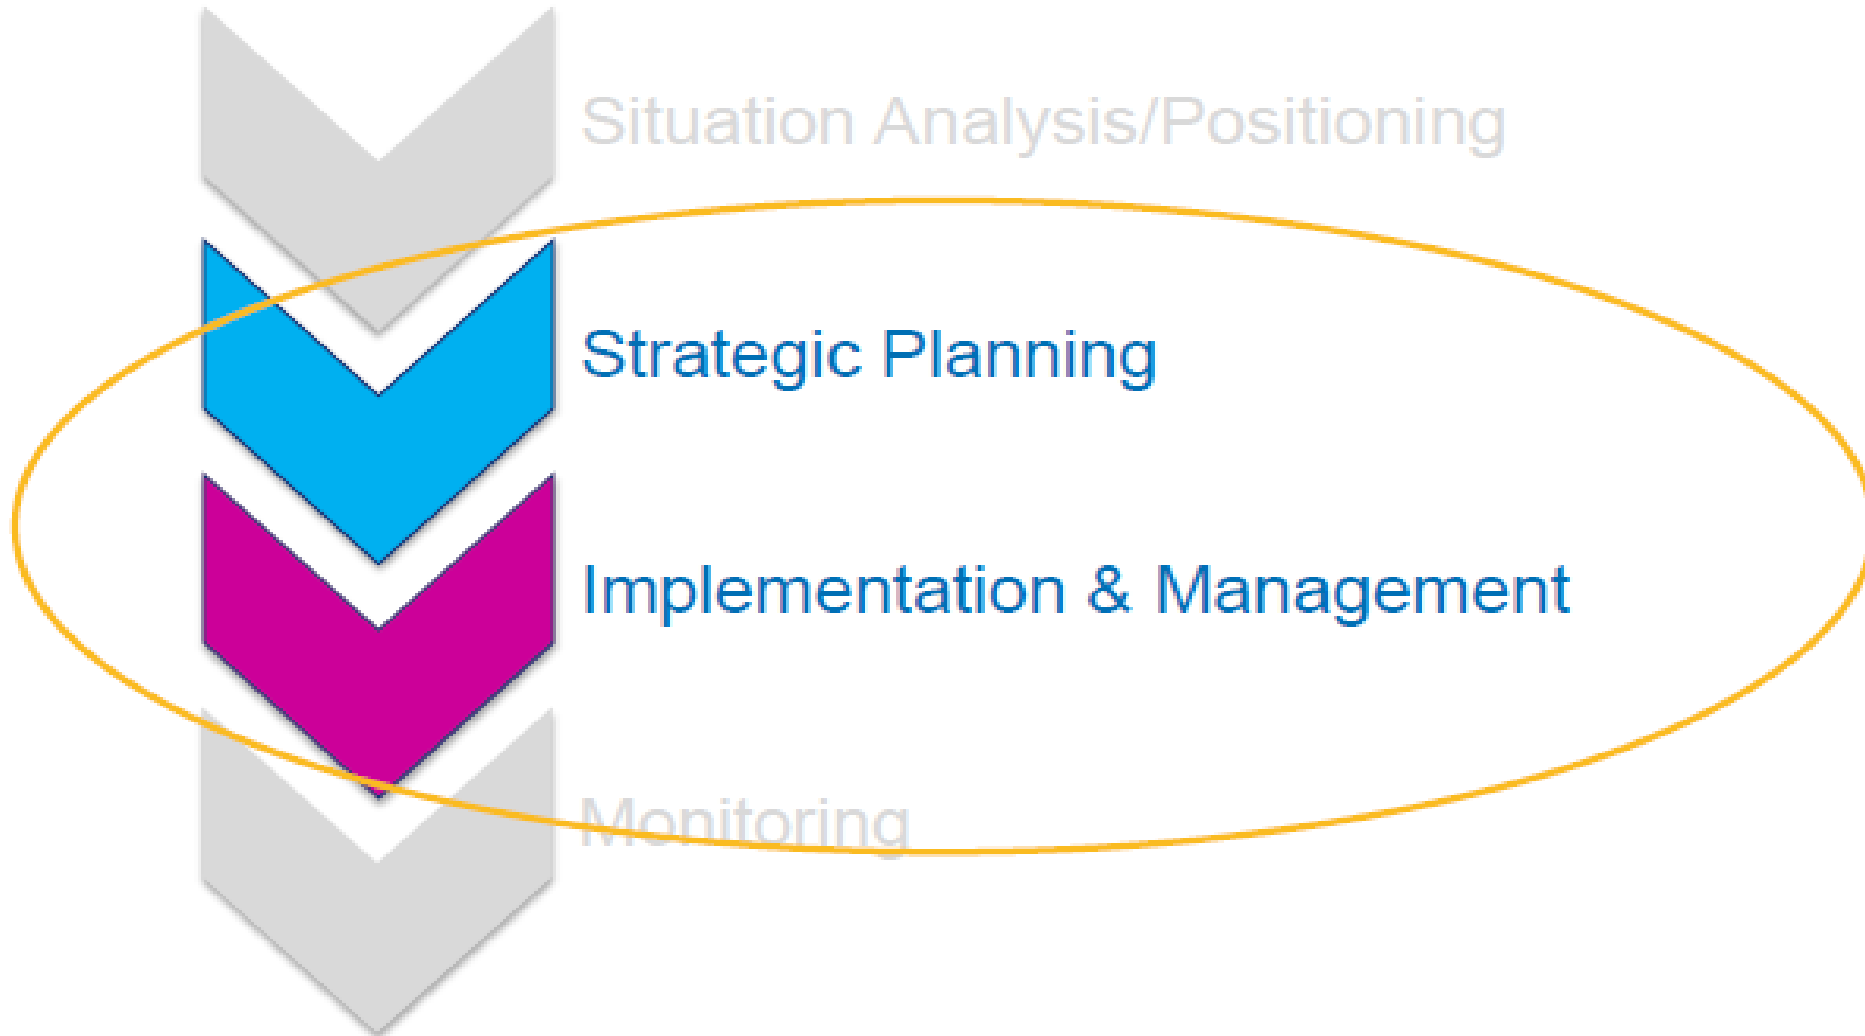 Situation Analysis/Positioning
Strategic Planning
Implementation & Management
Monitoring